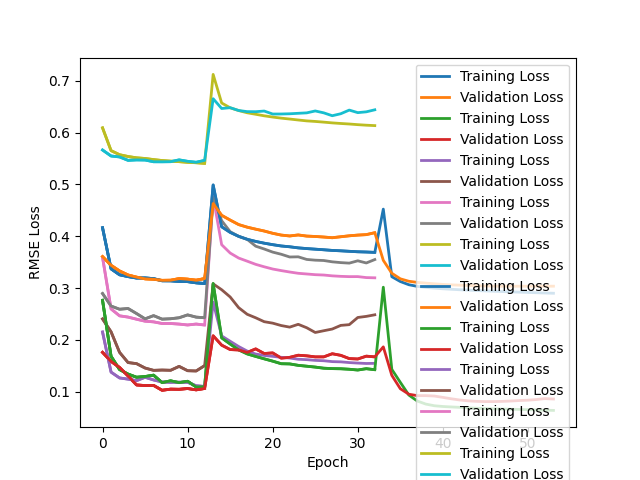 0.7
0.6
0.5
0.4
0.3
0.2
0.1
RMSE Loss
0
10
20
30
40
50
Epoch
Training Loss
Validation Loss
Training Loss
Validation Loss
Training Loss
Validation Loss
Training Loss
Validation Loss
Training Loss
Validation Loss
Training Loss
Validation Loss
Training Loss
Validation Loss
Training Loss
Validation Loss
Training Loss
Validation Loss
Training Loss
Validation Loss